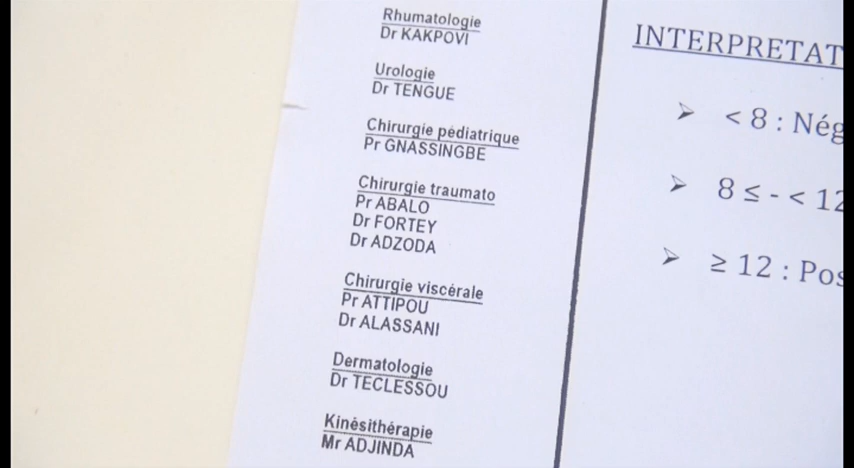 Rhumatologie
Dr KAKPOVI
Urologie
Dr TENGUE
Chirurgie pédiatrique
Pr GNASSINGBE
Chirurgie traumato
Pr ABALO
Dr FORTEY
Dr ADZODA
Chirurgie viscérale
Pr ATTIPOU
Dr ALASSANI
Dermatologie
Dr TECLESSOU
Kinésithérapie
Mr ADJINDA
INTERPRETAT
➢ < 8 : Nég
➢ 8 ≤ - < 12
➢ ≥ 12 : Pos